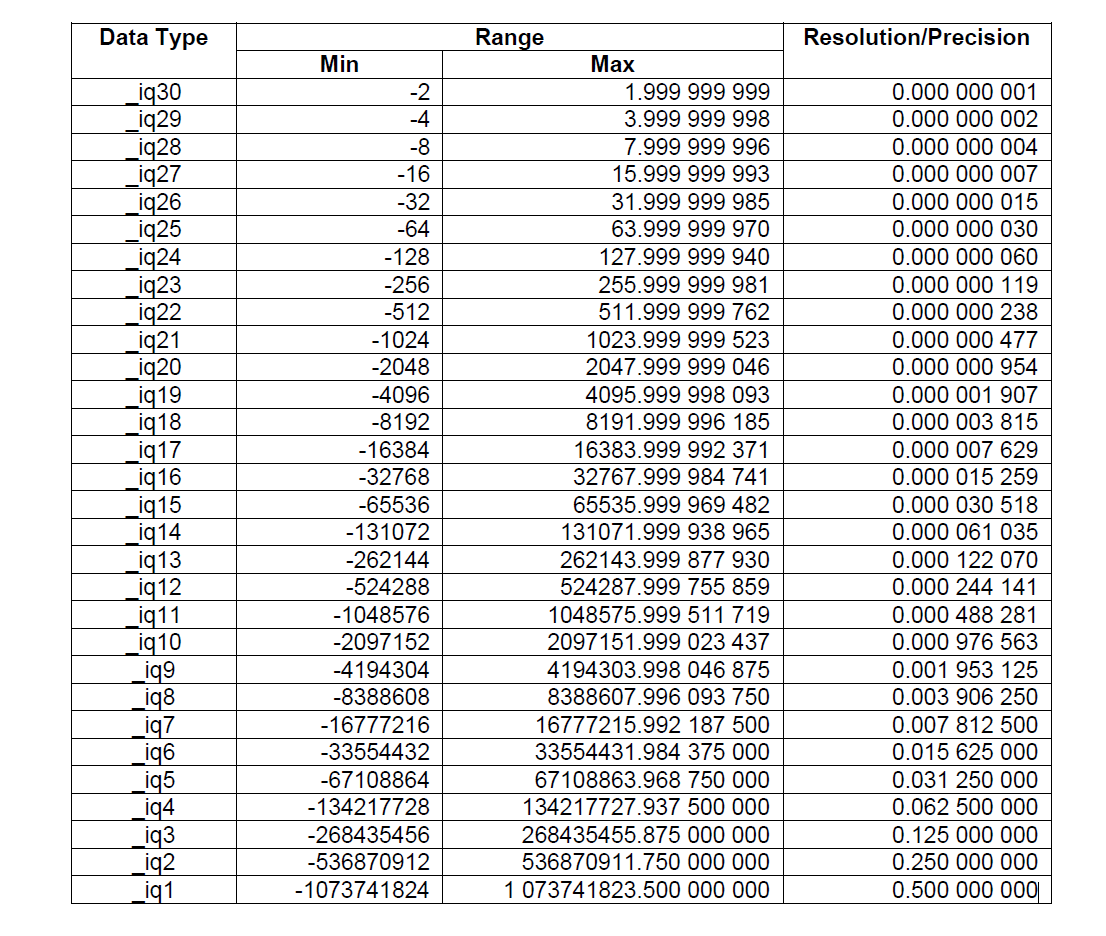 Data Type Range Resolution/Precision
Min Max
_iq30 -2 1.999 999 999 0.000 000 001
_iq29 -4 3.999 999 998 0.000 000 002
_iq28 -8 7.999 999 996 0.000 000 004
_iq27 -16 15.999 999 993 0.000 000 007
_iq26 -32 31.999 999 985 0.000 000 015
_iq25 -64 63.999 999 970 0.000 000 030
_iq24 -128 127.999 999 940 0.000 000 060
_iq23 -256 255.999 999 981 0.000 000 119
_iq22 -512 511.999 999 762 0.000 000 238
_iq21 -1024 1023.999 999 523 0.000 000 477
_iq20 -2048 2047.999 999 046 0.000 000 954
_iq19 -4096 4095.999 998 093 0.000 001 907
_iq18 -8192 8191.999 996 185 0.000 003 815
_iq17 -16384 16383.999 992 371 0.000 007 629
_iq16 -32768 32767.999 984 741 0.000 015 259
_iq15 -65536 65535.999 969 482 0.000 030 518
_iq14 -131072 131071.999 938 965 0.000 061 035
_iq13 -262144 262143.999 877 930 0.000 122 070
_iq12 -524288 524287.999 755 859 0.000 244 141
_iq11 -1048576 1048575.999 511 719 0.000 488 281
_iq10 -2097152 2097151.999 023 437 0.000 976 563
_iq9 -4194304 4194303.998 046 875 0.001 953 125
_iq8 -8388608 8388607.996 093 750 0.003 906 250
_iq7 -16777216 16777215.992 187 500 0.007 812 500
_iq6 -33554432 33554431.984 375 000 0.015 625 000
_iq5 -67108864 67108863.968 750 000 0.031 250 000
_iq4 -134217728 134217727.937 500 000 0.062 500 000
_iq3 -268435456 268435455.875 000 000 0.125 000 000
_iq2 -536870912 536870911.750 000 000 0.250 000 000
_iq1 -1073741824 1 073741823.500 000 000 0.500 000 000